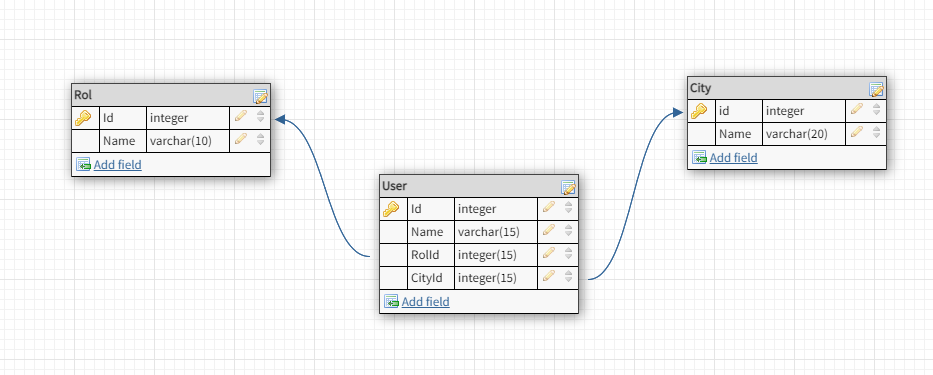 Rol
Id integer
Name varchar(10)
Add field
User
Id integer
Name varchar(15)
RolId integer(15)
CityId integer(15)
Add field
City
id integer
Name varchar(20)
Add field